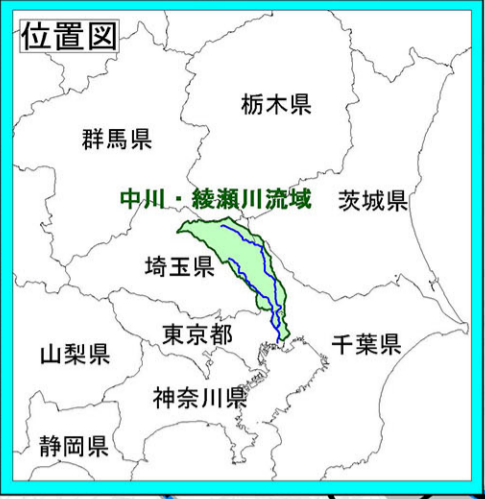 位置図
栃木県
群馬県
中川・綾瀬川流域
茨城県
埼玉県
東京都
千葉県
山梨県
神奈川県
静岡県